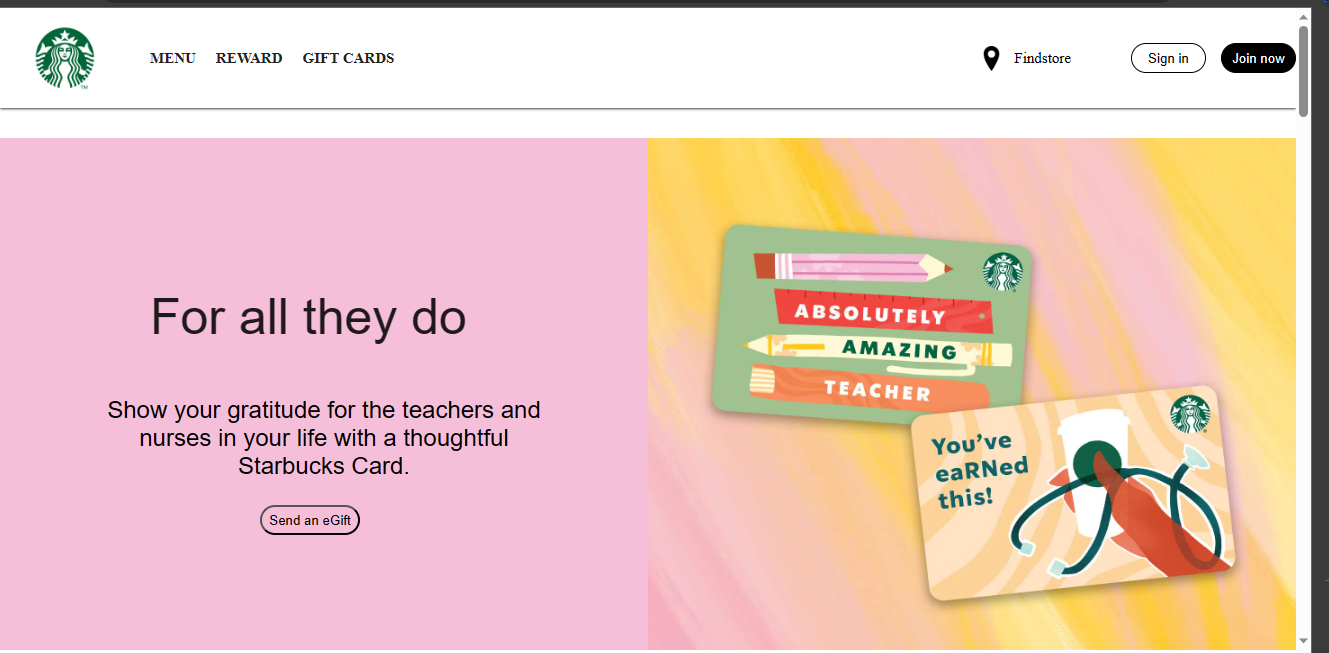 MENU REWARD GIFT CARDS Findstore Sign in Join now
For all they do
Show your gratitude for the teachers and
nurses in your life with a thoughtful
Starbucks Card.
Send an eGift
ABSOLUTELY
AMAZING
TEACHER
You've
eaRNed
this!